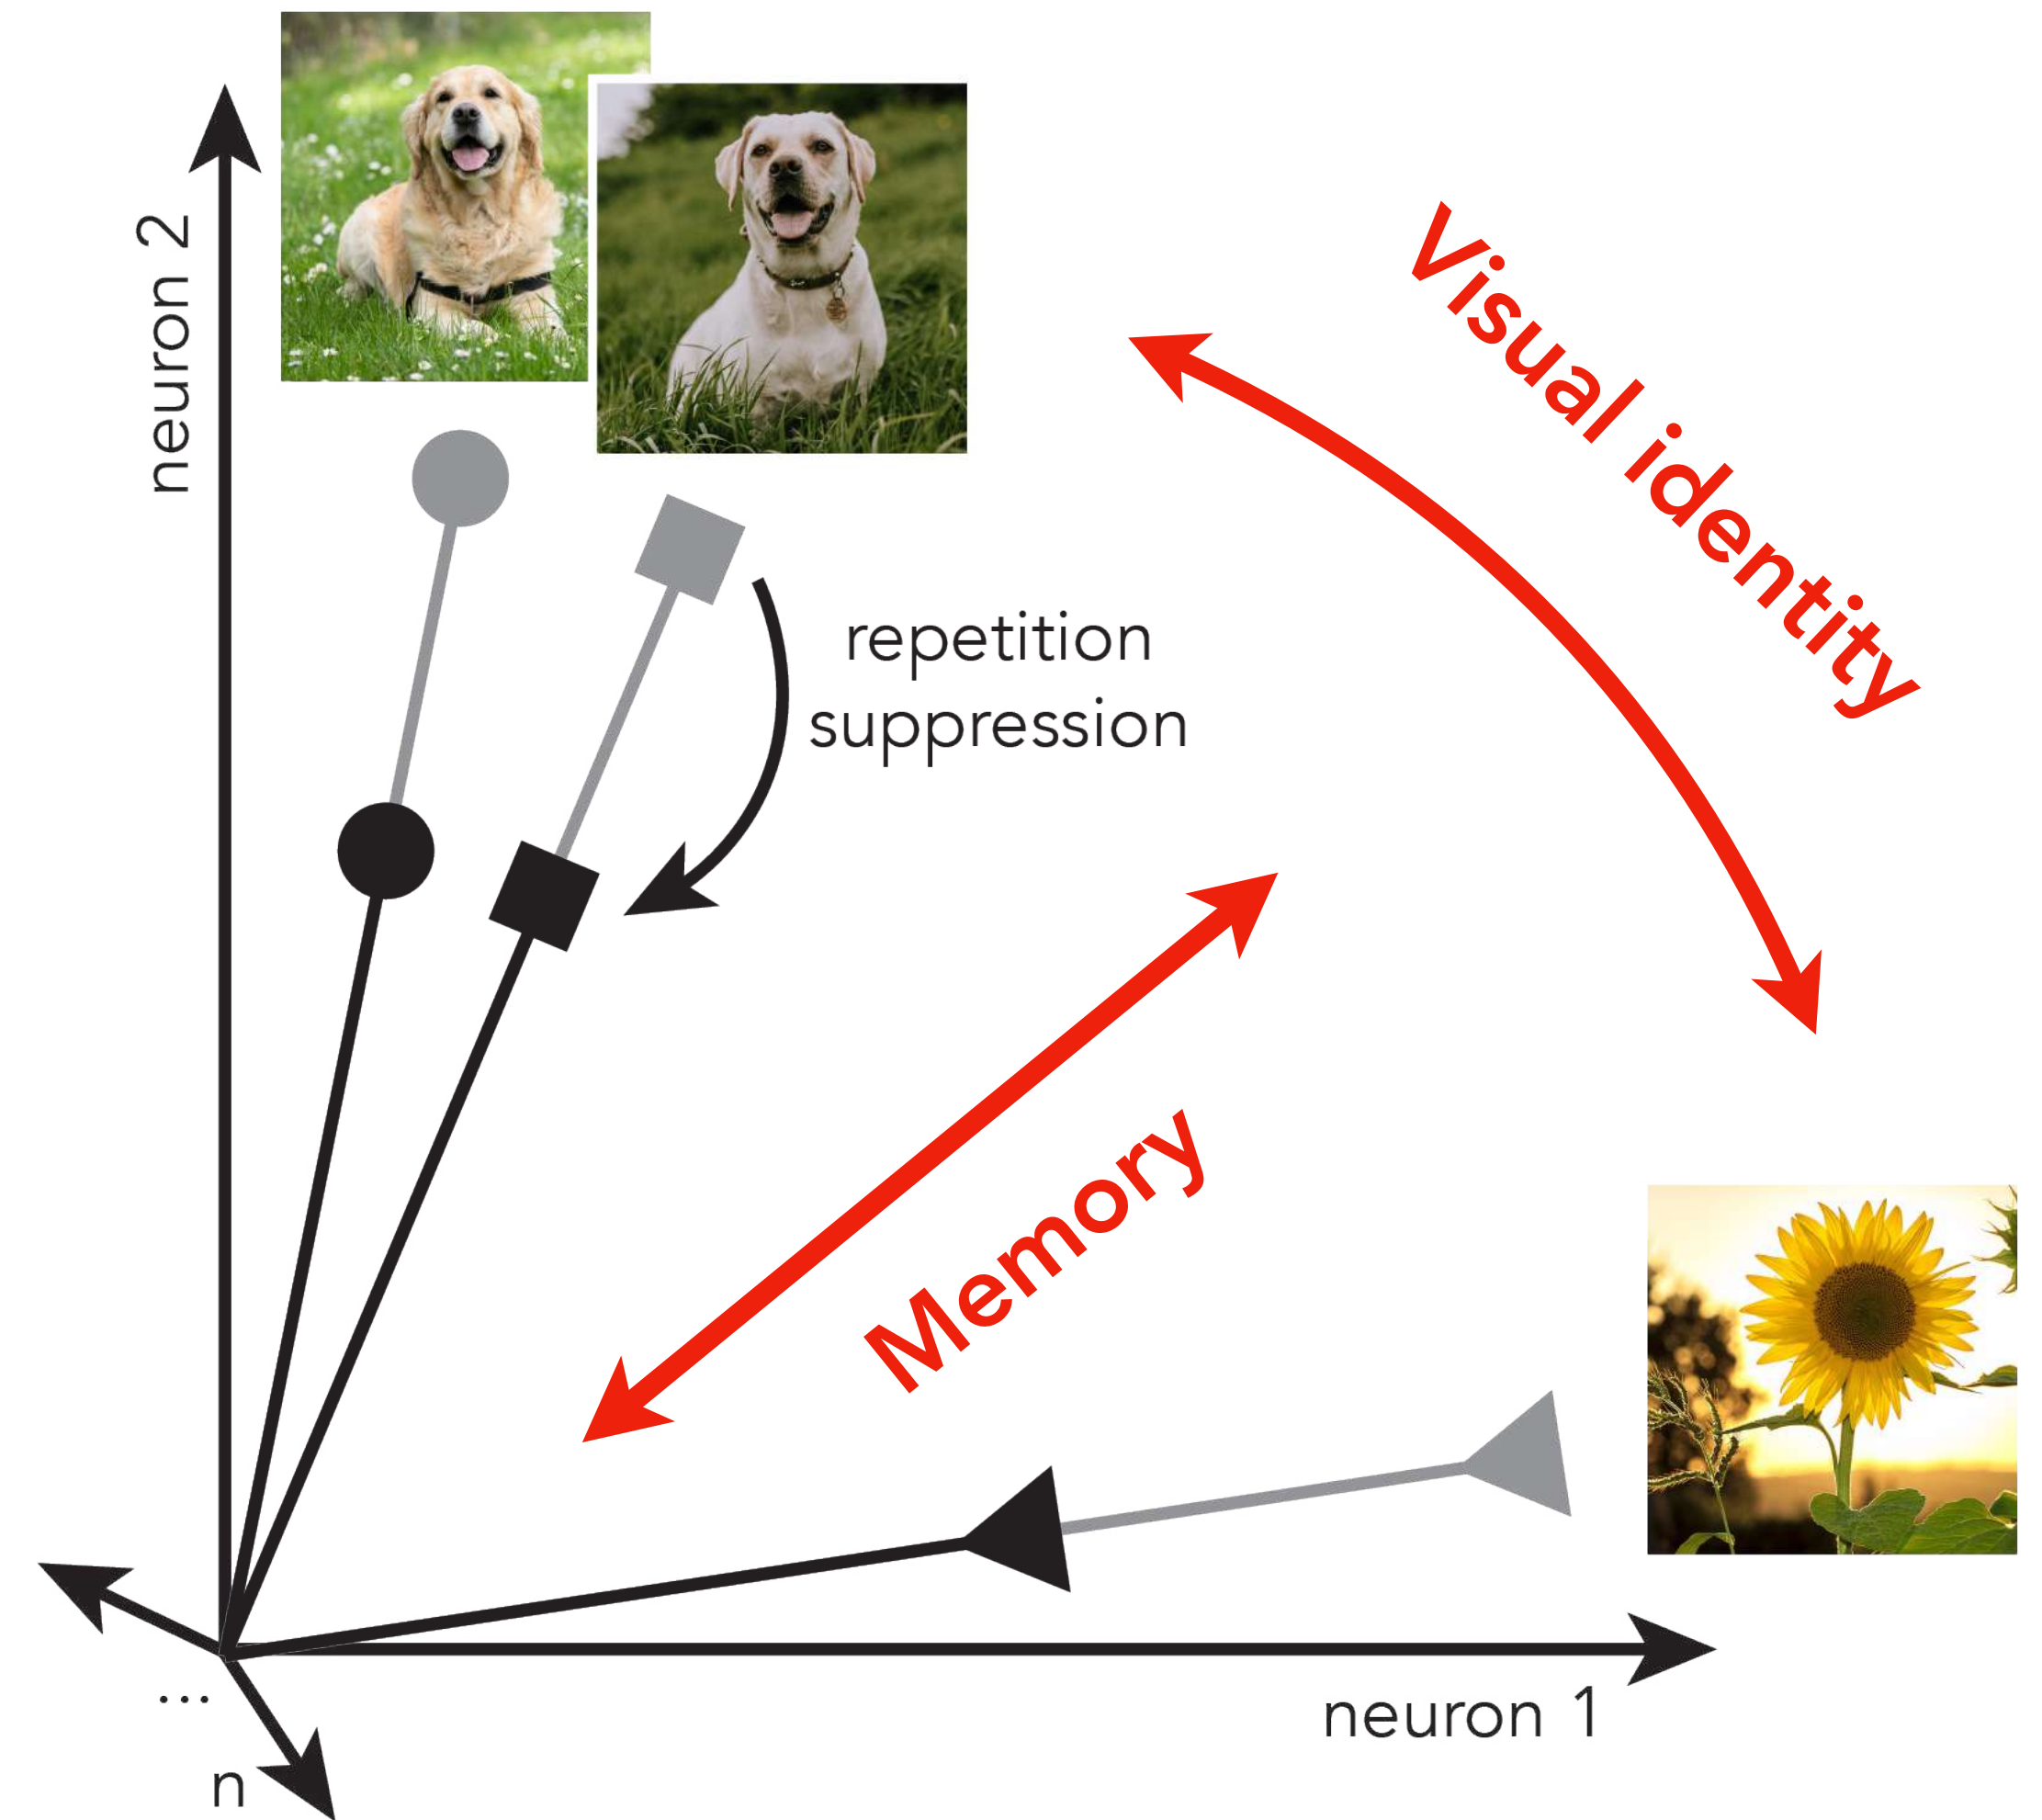 neuron 2
Visual identity
repetition
suppression
Memory
...
neuron 1
n